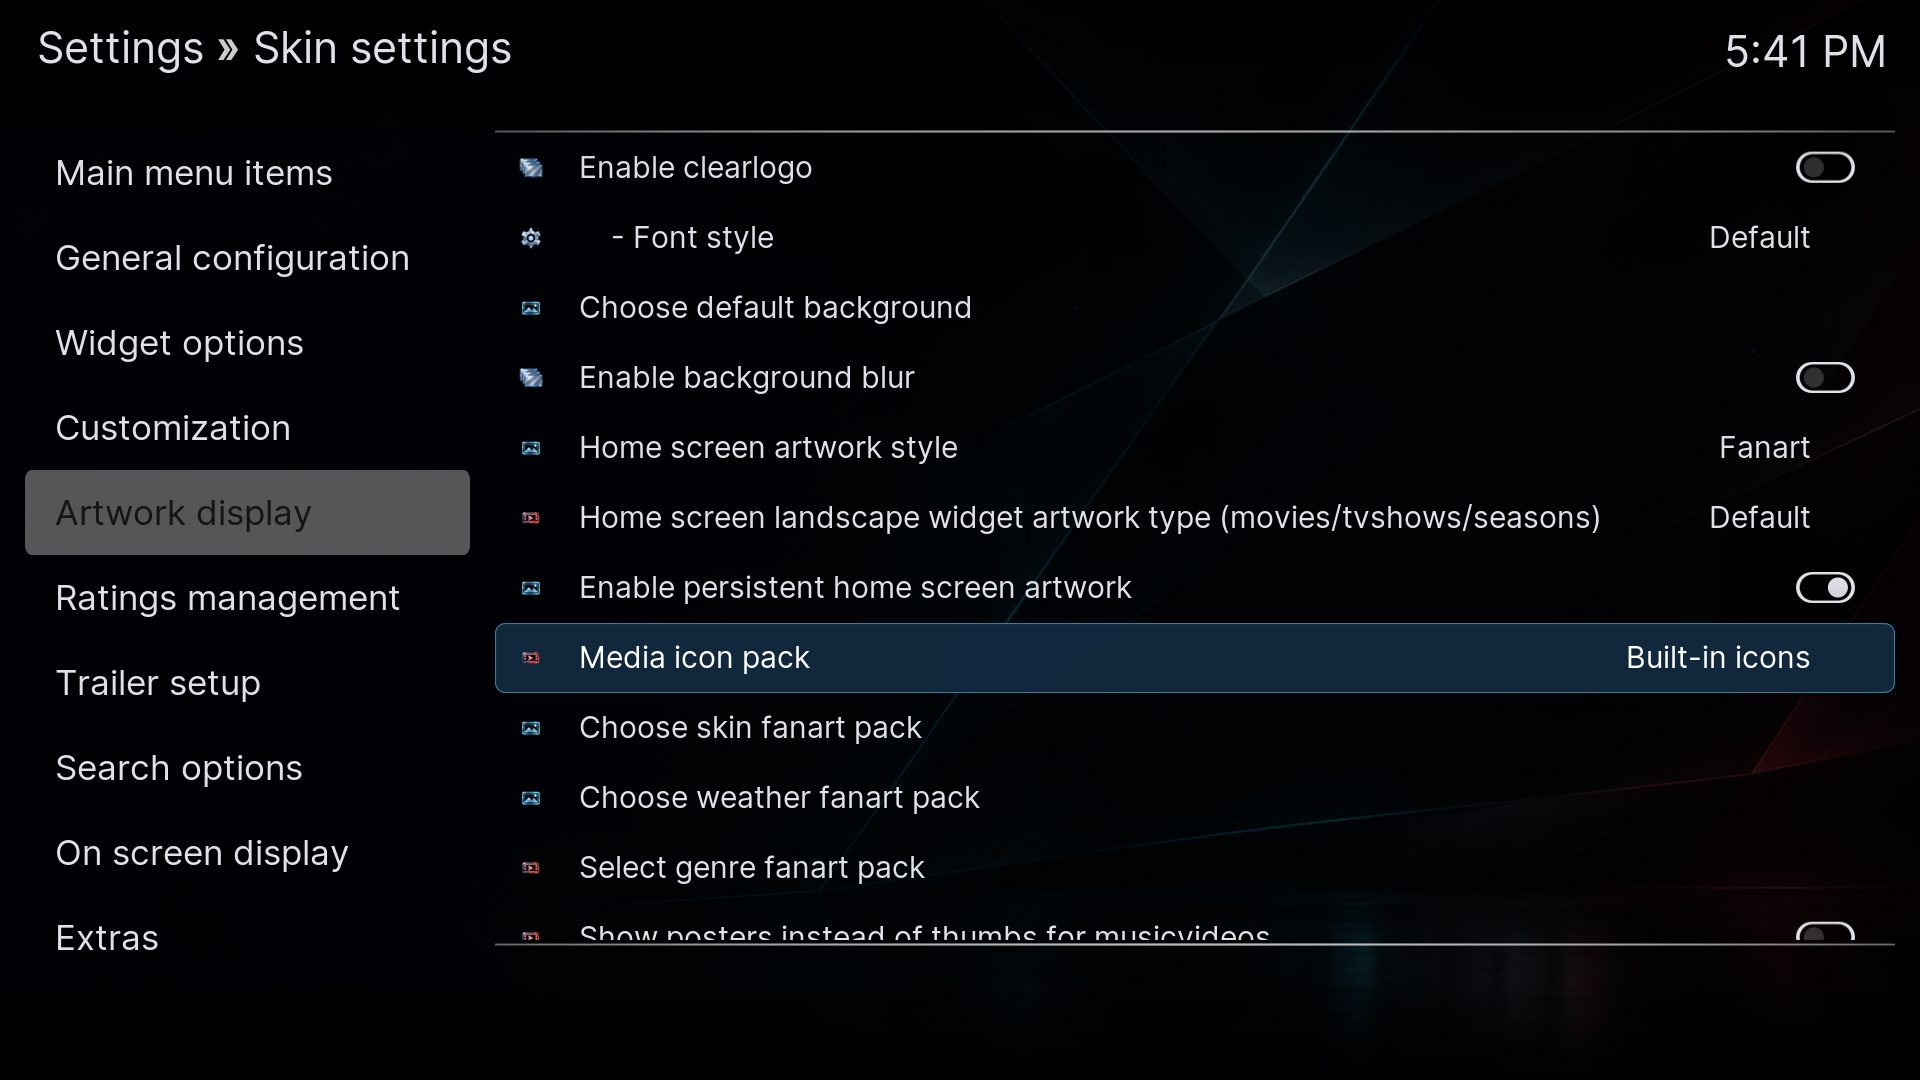 Settings » Skin settings
5:41 PM
Main menu items
General configuration
Widget options
Customization
Artwork display
Ratings management
Trailer setup
Search options
On screen display
Extras
Enable clearlogo
- Font style Default
Choose default background
Enable background blur
Home screen artwork style Fanart
Home screen landscape widget artwork type (movies/tvshows/seasons) Default
Enable persistent home screen artwork
Media icon pack Built-in icons
Choose skin fanart pack
Choose weather fanart pack
Select genre fanart pack
Show posters instead of thumbs for musicvideos